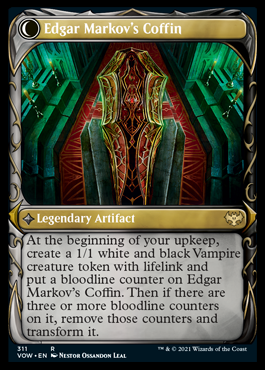 Edgar Markov's Coffin
Legendary Artifact
At the beginning of your upkeep,
create a 1/1 white and black Vampire
creature token with lifelink and
put a bloodline counter on Edgar
Markov's Coffin. Then if there are
three or more bloodline counters
on it, remove those counters and
transform it.
311 R
VOW • EN Nestor Ossandon Leal
™ & © 2021 Wizards of the Coast